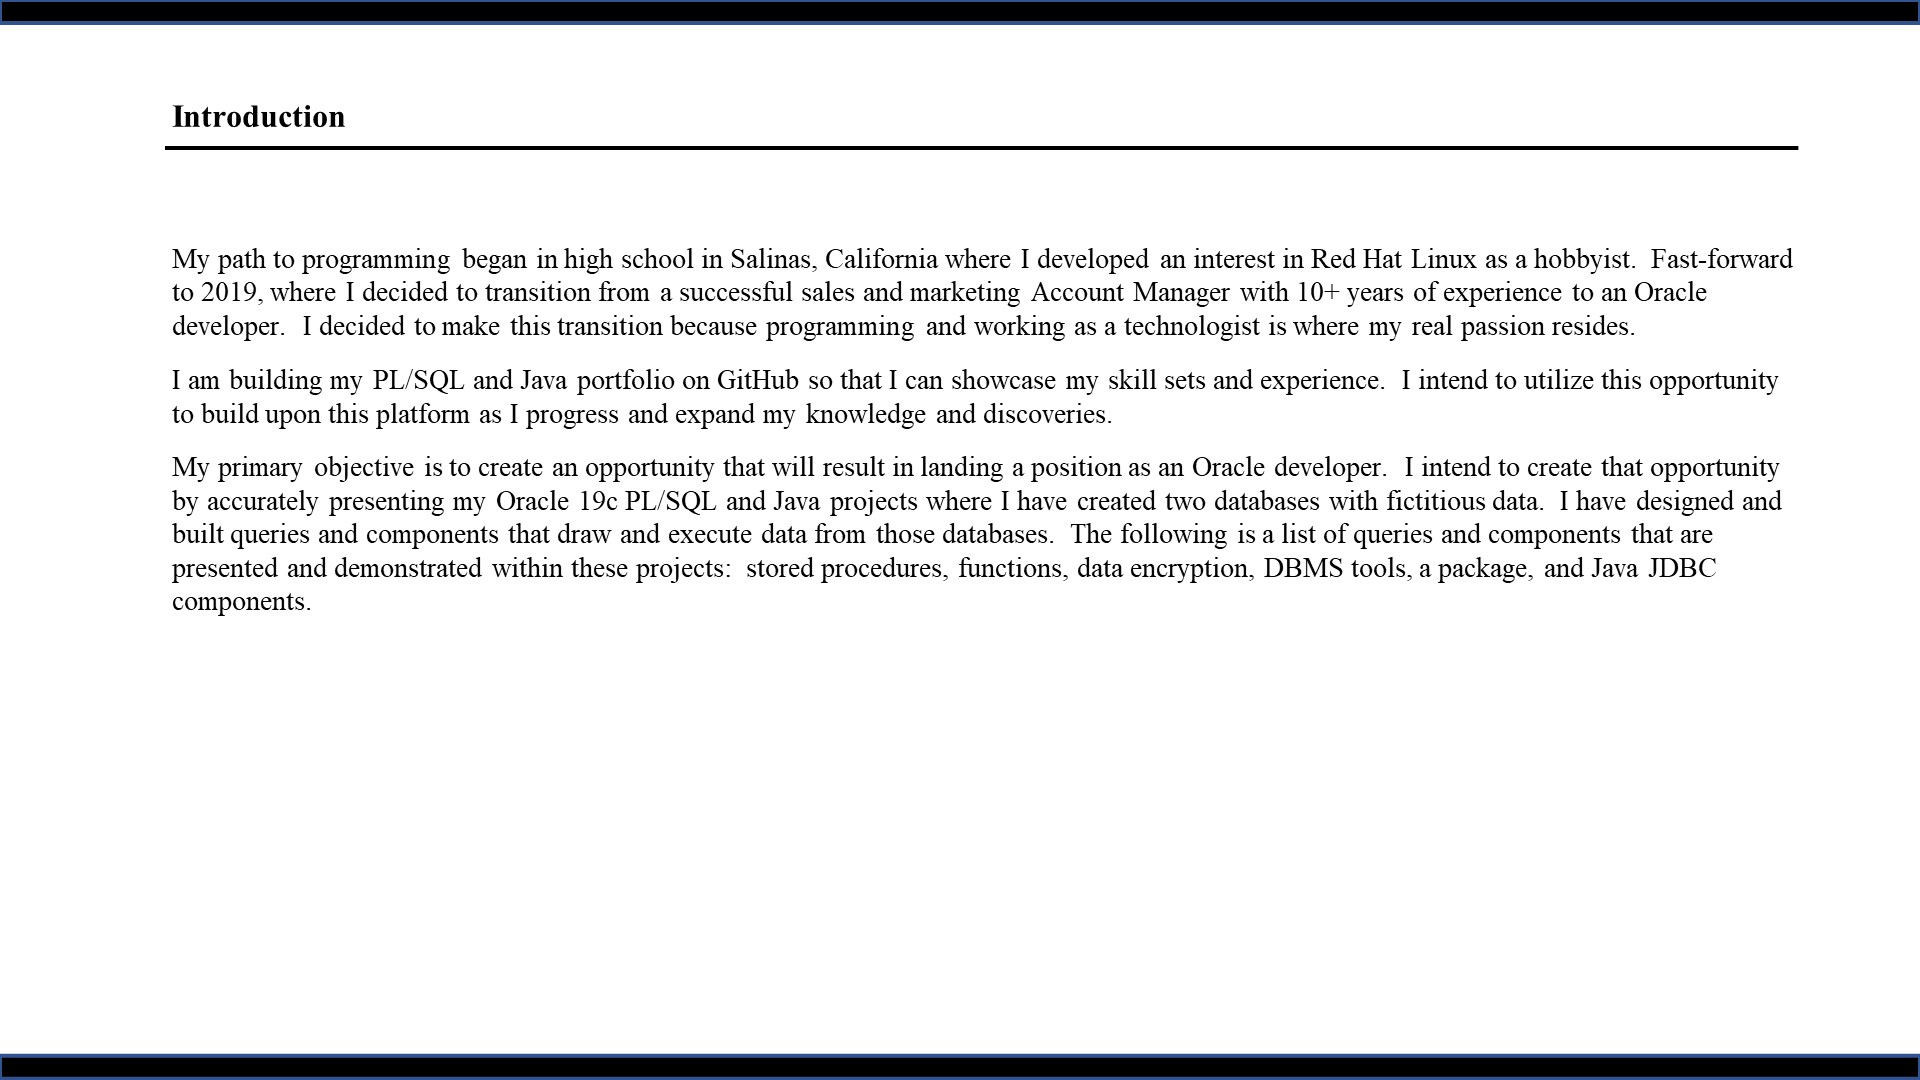 Introduction
My path to programming began in high school in Salinas, California where I developed an interest in Red Hat Linux as a hobbyist.  Fast-forward
to 2019, where I decided to transition from a successful sales and marketing Account Manager with 10+ years of experience to an Oracle
developer.  I decided to make this transition because programming and working as a technologist is where my real passion resides.
I am building my PL/SQL and Java portfolio on GitHub so that I can showcase my skill sets and experience.  I intend to utilize this opportunity
to build upon this platform as I progress and expand my knowledge and discoveries.
My primary objective is to create an opportunity that will result in landing a position as an Oracle developer.  I intend to create that opportunity
by accurately presenting my Oracle 19c PL/SQL and Java projects where I have created two databases with fictitious data.  I have designed and
built queries and components that draw and execute data from those databases.  The following is a list of queries and components that are
presented and demonstrated within these projects:  stored procedures, functions, data encryption, DBMS tools, a package, and Java JDBC
components.